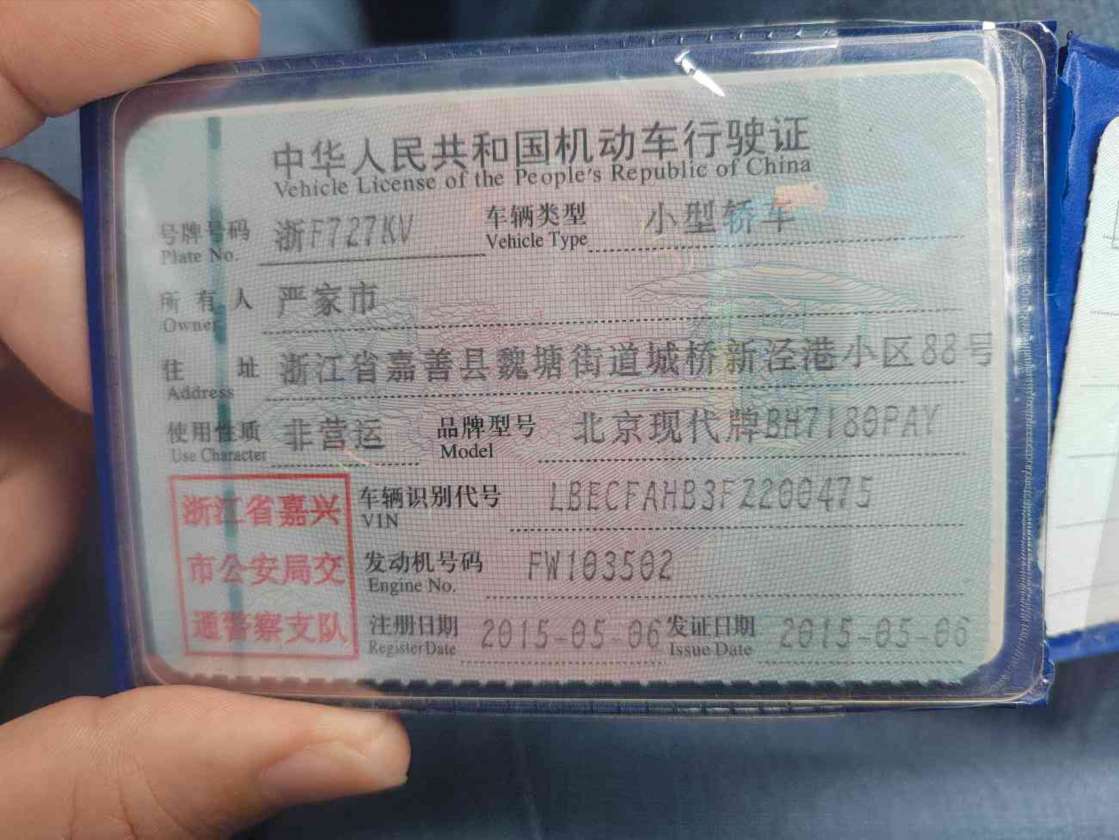 中华人民共和国机动车行驶证
Vehicle License of the People's Republic of China
号牌号码 浙F727KV 车辆类型 小型轿车
Plate No. Vehicle Type
所有人 严家市
Owner
住址 浙江省嘉善县魏塘街道城桥新泾港小区88号
Address
使用性质 非营运 品牌型号 北京现代牌BH7180PAY
Use Character Model
浙江省嘉兴
市公安局交
通警察支队
车辆识别代号 LBECFAHB3FZ200475
VIN
发动机号码 FW103502
Engine No.
注册日期 2015-05-06 发证日期 2015-05-06
Register Date Issue Date